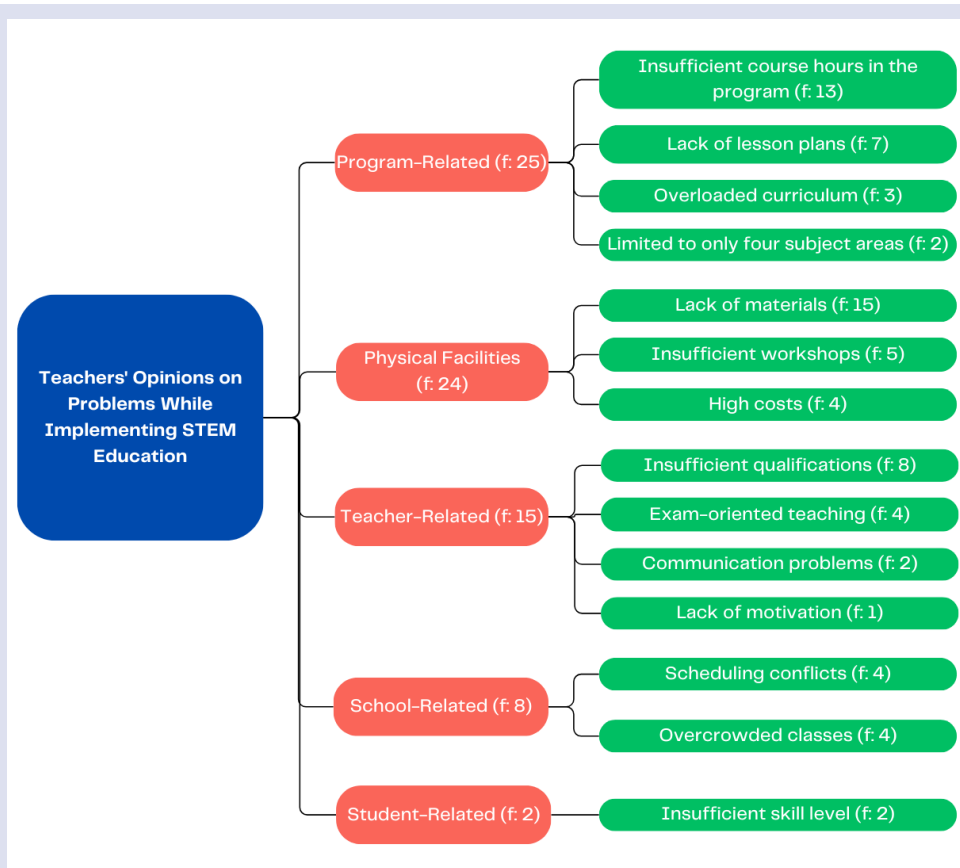 Teachers' Opinions on
Problems While
Implementing STEM
Education
Program-Related (f: 25)
Insufficient course hours in the
program (f: 13)
Lack of lesson plans (f: 7)
Overloaded curriculum (f: 3)
Limited to only four subject areas (f: 2)
Physical Facilities
(f: 24)
Lack of materials (f: 15)
Insufficient workshops (f: 5)
High costs (f: 4)
Teacher-Related (f: 15)
Insufficient qualifications (f: 8)
Exam-oriented teaching (f: 4)
Communication problems (f: 2)
Lack of motivation (f: 1)
School-Related (f: 8)
Scheduling conflicts (f: 4)
Overcrowded classes (f: 4)
Student-Related (f: 2)
Insufficient skill level (f: 2)